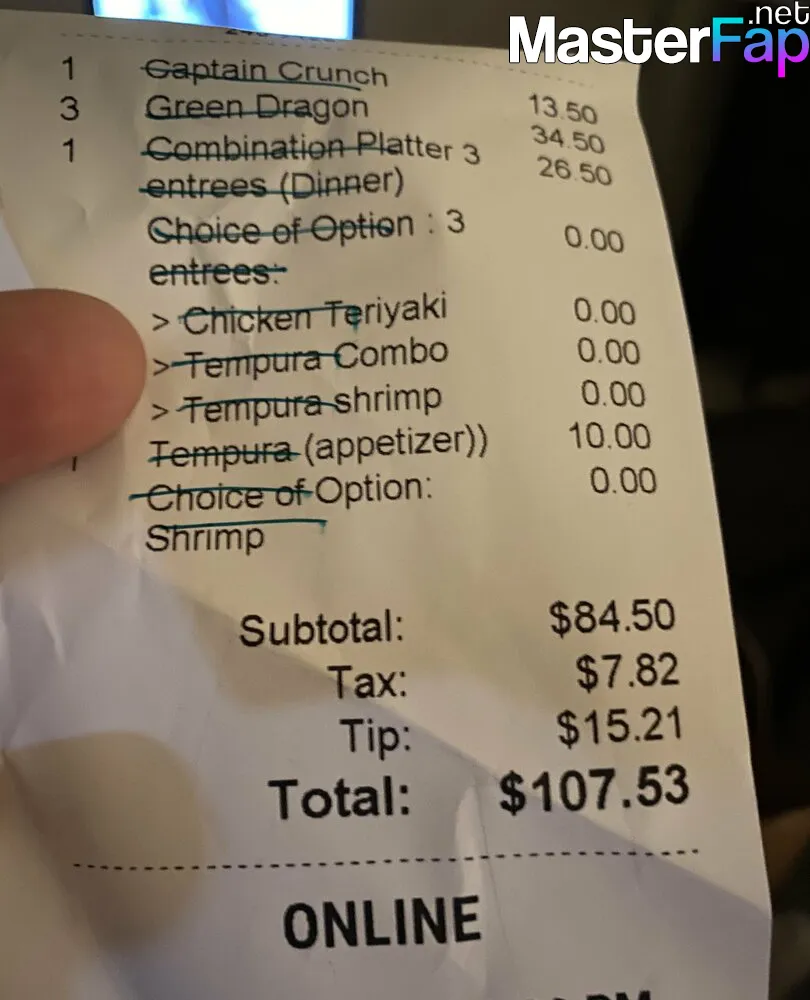 MasterFap.net
1 Captain Crunch 13.50
3 Green Dragon 34.50
1 Combination Platter 3 26.50
entrees (Dinner)
Choice of Option : 3 0.00
entrees:
> Chicken Teriyaki 0.00
> Tempura Combo 0.00
> Tempura shrimp 0.00
Tempura (appetizer)) 10.00
Choice of Option: 0.00
Shrimp
Subtotal: $84.50
Tax: $7.82
Tip: $15.21
Total: $107.53
ONLINE
PM